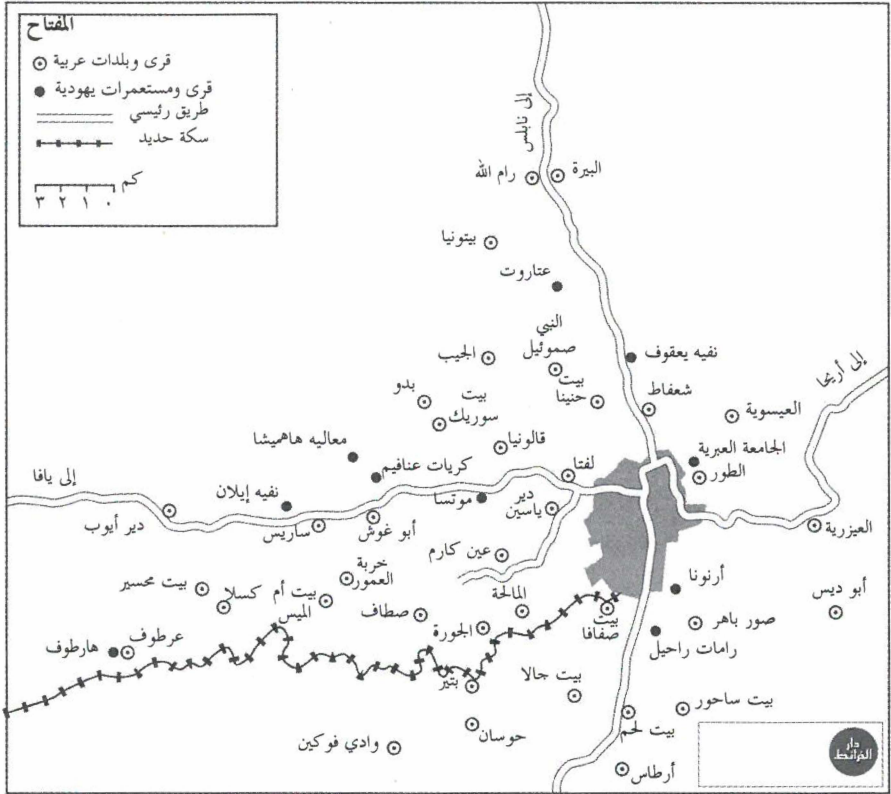 المفتاح
قرى وبلدات عربية
قرى ومستعمرات يهودية
طريق رئيسي
سكة حديد
كم
٣ ٢ ١ ٠
إلى نابلس
البيرة
رام الله
بيتونيا
عتاروت
النبي
صموئيل
الجيب
نفيه يعقوف
إلى أريحا
بيت
حنينا
شعفاط
العيسوية
بدو
بيت
سوريك
قالونيا
معاليه هاهميشا
كريات عنافيم
الجامعة العبرية
الطور
لفتا
إلى يافا
نفيه إيلان
موتسا
دير
ياسين
دير أيوب
ساريس
أبو غوش
العيزرية
عين كارم
خربة
العمور
أرنونا
بيت محسير
كسلا
بيت أم
الميس
صطاف
المالحة
بيت
صفافا
أبو ديس
صور باهر
الجورة
رامات راحيل
هارطوف
عرطوف
بتير
بيت جالا
بيت ساحور
بيت لحم
حوسان
وادي فوكين
أرطاس
دار
الخرائط